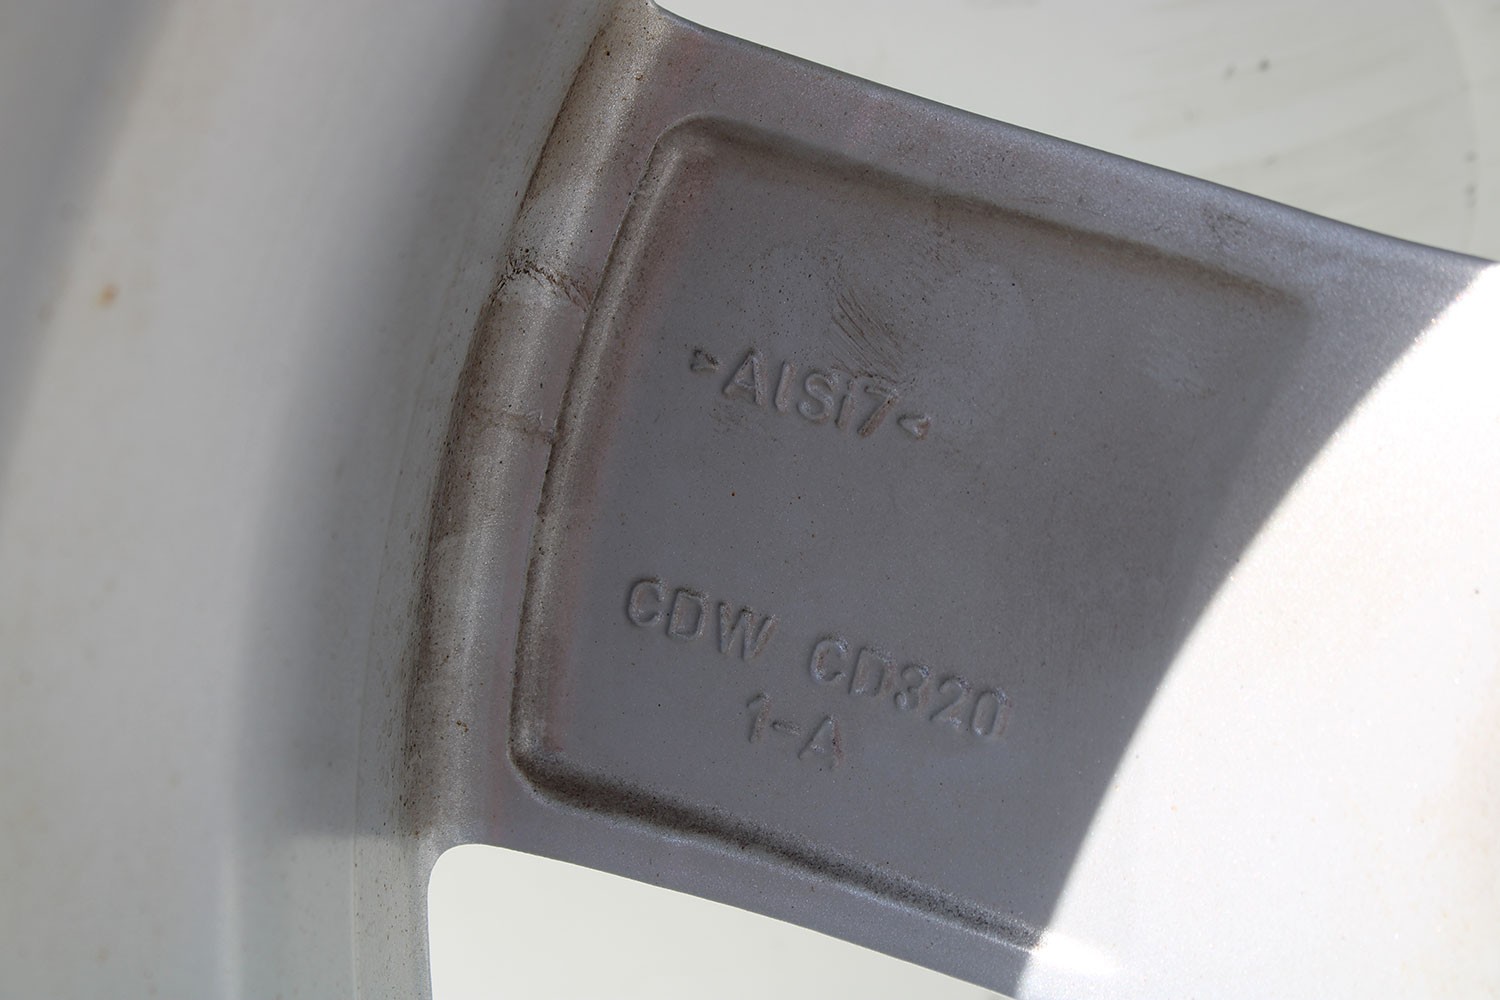 >AlSi7<
CDW CD320
1-A